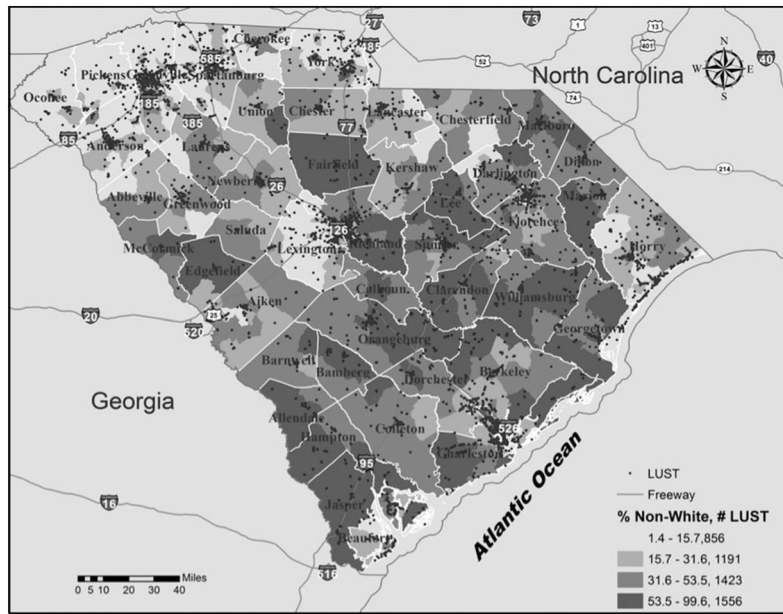 27
73
1
13
401
40
485
52
74
214
North Carolina
N
W E
S
Cherokee
585
York
Pickens
Greenville
Spartanburg
Oconee
185
85
385
Union
Chester
Lancaster
Chesterfield
Marlboro
77
Anderson
Laurens
Fairfield
Kershaw
Darlington
Dillon
Abbeville
Greenwood
Newberry
26
Lee
Marion
Florence
Saluda
Lexington
126
Richland
Sumter
Horry
McCormick
Edgefield
Calhoun
Clarendon
Williamsburg
Aiken
20
25
520
Orangeburg
Georgetown
Barnwell
Bamberg
Dorchester
Berkeley
Georgia
Allendale
Hampton
Colleton
526
Charleston
95
Jasper
Beaufort
16
516
Atlantic Ocean
Miles
0 5 10 20 30 40
LUST
Freeway
% Non-White, # LUST
1.4 - 15.7,856
15.7 - 31.6, 1191
31.6 - 53.5, 1423
53.5 - 99.6, 1556